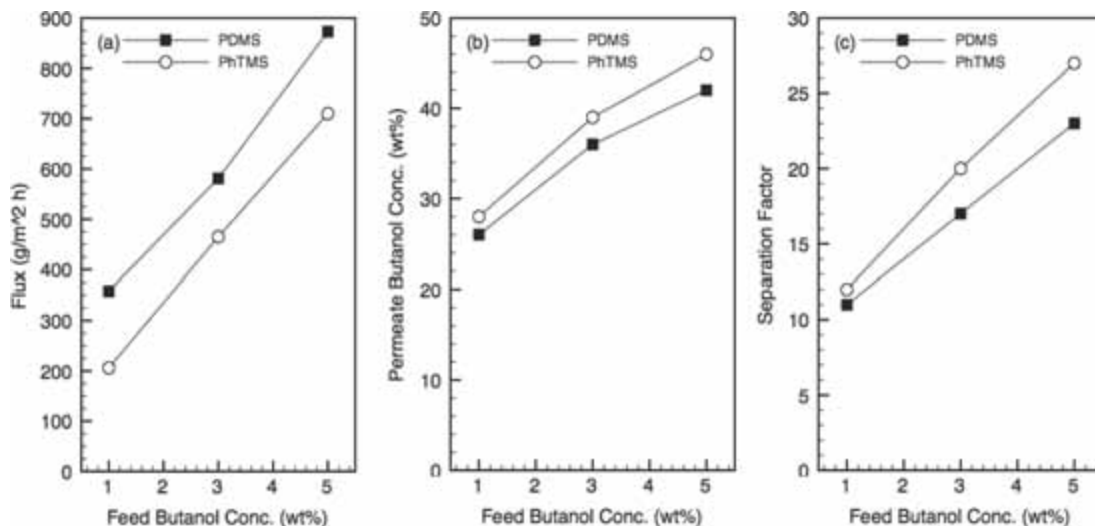 (a)
PDMS
PhTMS
900
800
700
600
500
400
300
200
100
0
Flux (g/m^2 h)
1 2 3 4 5
Feed Butanol Conc. (wt%)
(b)
PDMS
PhTMS
50
40
30
20
10
0
Permeate Butanol Conc. (wt%)
1 2 3 4 5
Feed Butanol Conc. (wt%)
(c)
PDMS
PhTMS
30
25
20
15
10
5
0
Separation Factor
1 2 3 4 5
Feed Butanol Conc. (wt%)